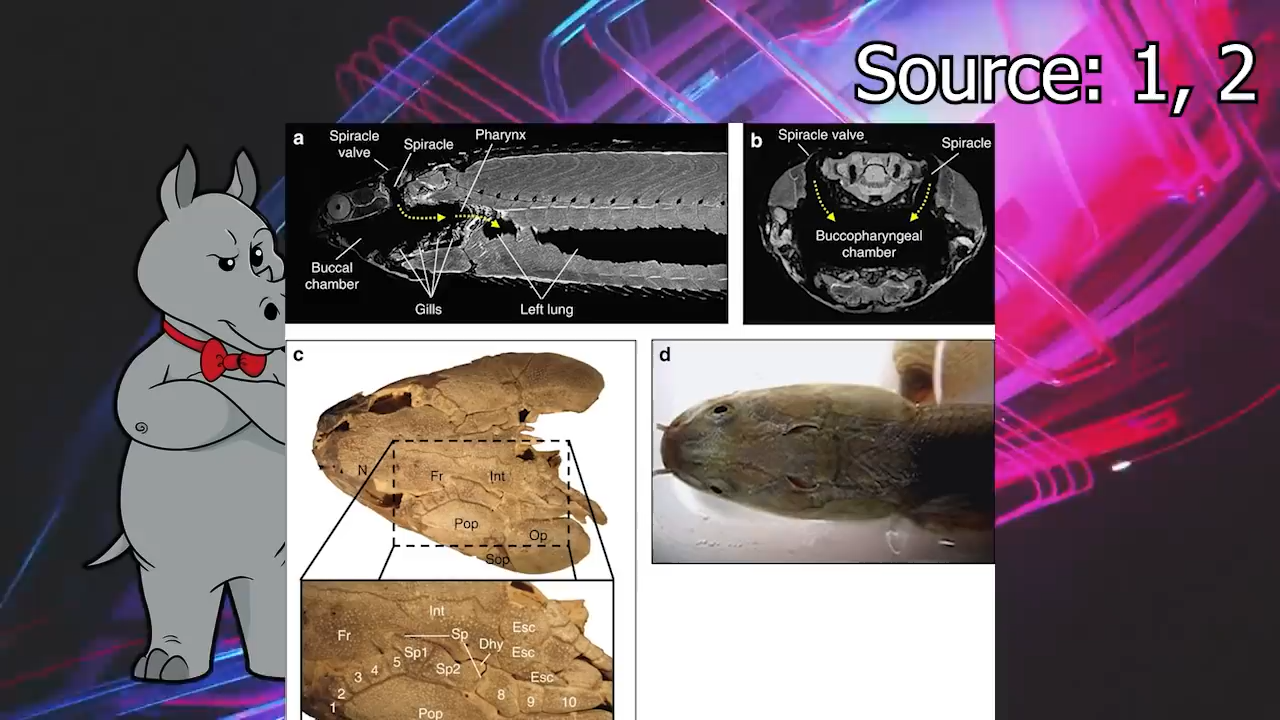 Source: 1, 2
a
Spiracle
valve
Spiracle
Pharynx
Buccal
chamber
Gills
Left lung
b
Spiracle valve
Spiracle
Buccopharyngeal
chamber
c
N
Fr
Int
Pop
Op
Sop
Int
Fr
Sp
Esc
Dhy
Sp1
Esc
5
4
Sp2
3
Esc
2
8
9
10
1
Pop
d